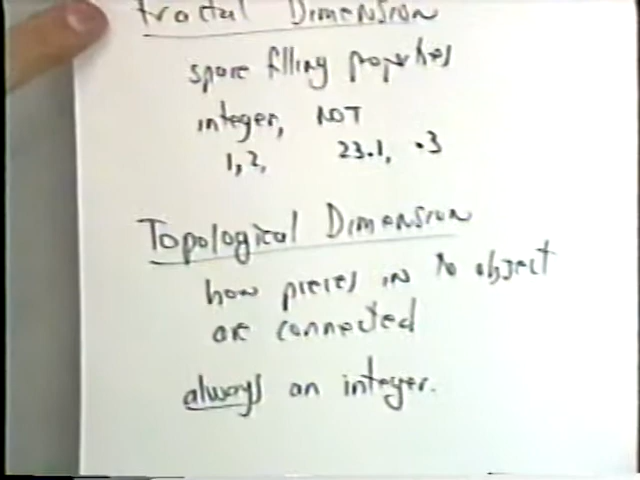 Fractal Dimension
space filling properties
integer, NOT
1, 2, 23.1, .3
Topological Dimension
how pieces in to object
are connected
always an integer.